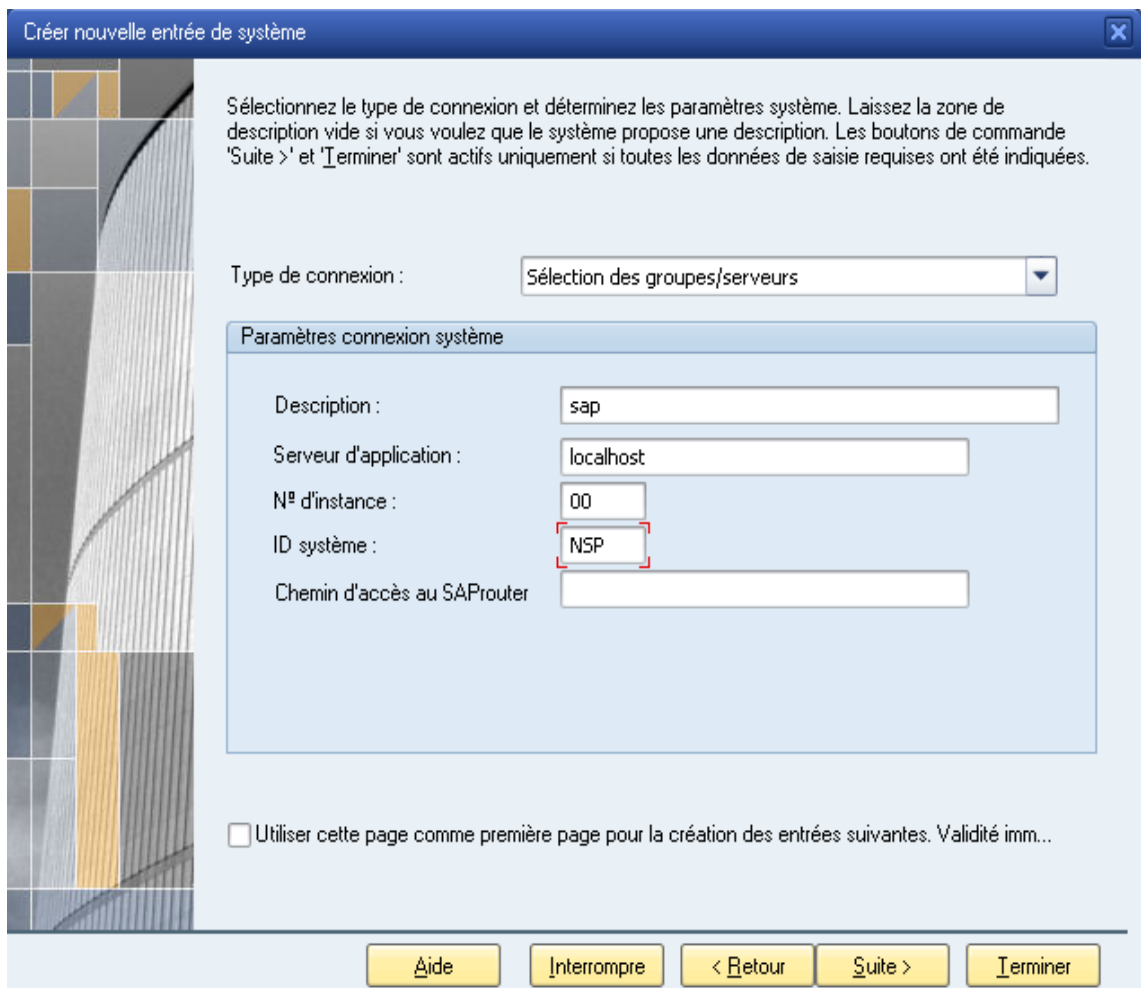 Créer nouvelle entrée de système
Sélectionnez le type de connexion et déterminez les paramètres système. Laissez la zone de
description vide si vous voulez que le système propose une description. Les boutons de commande
'Suite >' et 'Terminer' sont actifs uniquement si toutes les données de saisie requises ont été indiquées.
Type de connexion : Sélection des groupes/serveurs
Paramètres connexion système
Description : sap
Serveur d'application : localhost
Nº d'instance : 00
ID système : NSP
Chemin d'accès au SAProuter
Utiliser cette page comme première page pour la création des entrées suivantes. Validité imm...
Aide Interrompre < Retour Suite > Terminer